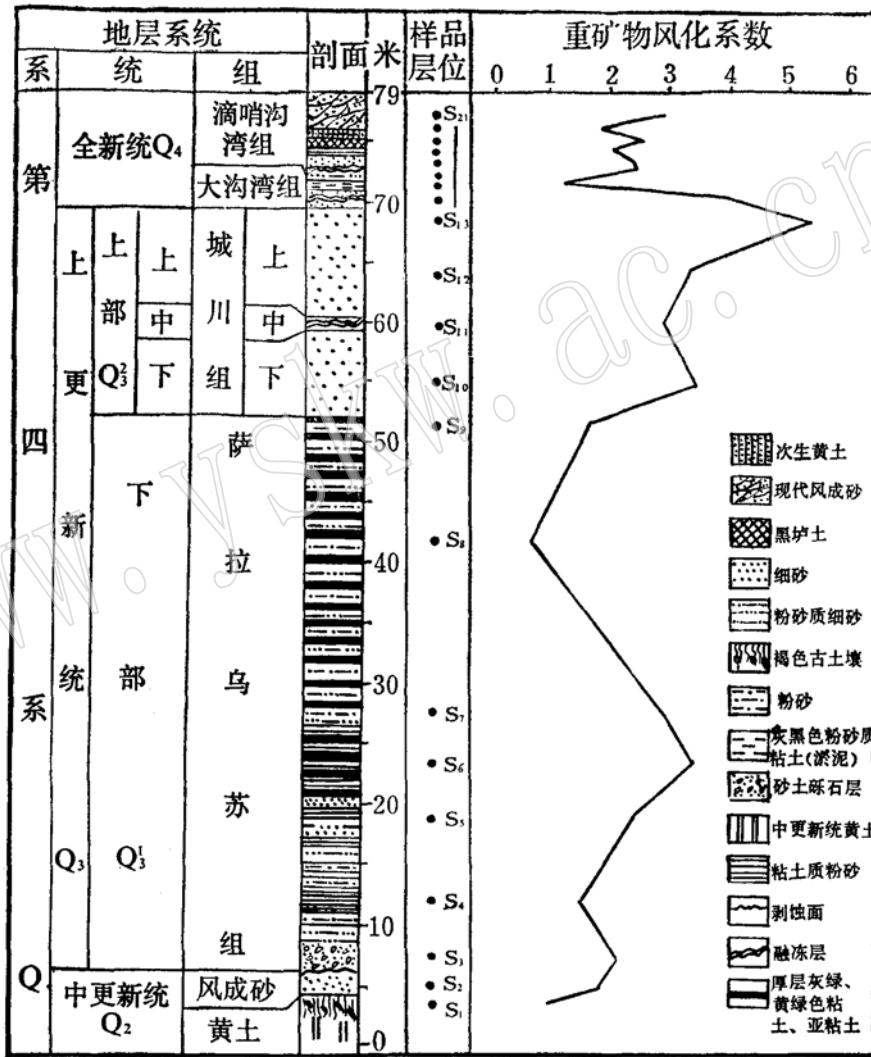 地层系统
系
统
组
剖面
米
样品
层位
重矿物风化系数
0 1 2 3 4 5 6
第
四
系
Q
全新统Q₄
滴哨沟
湾组
大沟湾组
上
更
新
统
Q₃
上
部
Q₃²
上
中
下
城
川
组
上
中
下
下
部
Q₃¹
萨
拉
乌
苏
组
中更新统
Q₂
风成砂
黄土
79
70
60
50
40
30
20
10
0
S₂₁
S₁₃
S₁₂
S₁₁
S₁₀
S₉
S₈
S₇
S₆
S₅
S₄
S₃
S₂
S₁
次生黄土
现代风成砂
黑垆土
细砂
粉砂质细砂
褐色古土壤
粉砂
灰黑色粉砂质
粘土(淤泥)
砂土砾石层
中更新统黄土
粘土质粉砂
剥蚀面
融冻层
厚层灰绿、
黄绿色粘
土、亚粘土
www.yskw.ac.cn